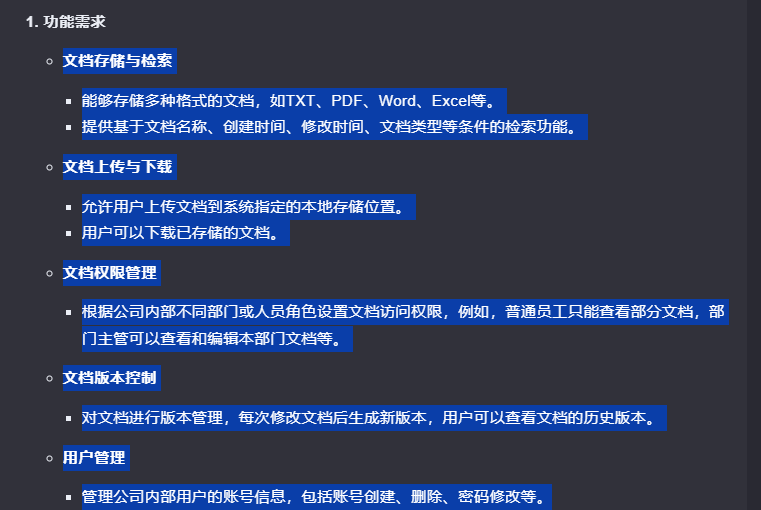 1. 功能需求
文档存储与检索
能够存储多种格式的文档，如TXT、PDF、Word、Excel等。
提供基于文档名称、创建时间、修改时间、文档类型等条件的检索功能。
文档上传与下载
允许用户上传文档到系统指定的本地存储位置。
用户可以下载已存储的文档。
文档权限管理
根据公司内部不同部门或人员角色设置文档访问权限，例如，普通员工只能查看部分文档，部
门主管可以查看和编辑本部门文档等。
文档版本控制
对文档进行版本管理，每次修改文档后生成新版本，用户可以查看文档的历史版本。
用户管理
管理公司内部用户的账号信息，包括账号创建、删除、密码修改等。